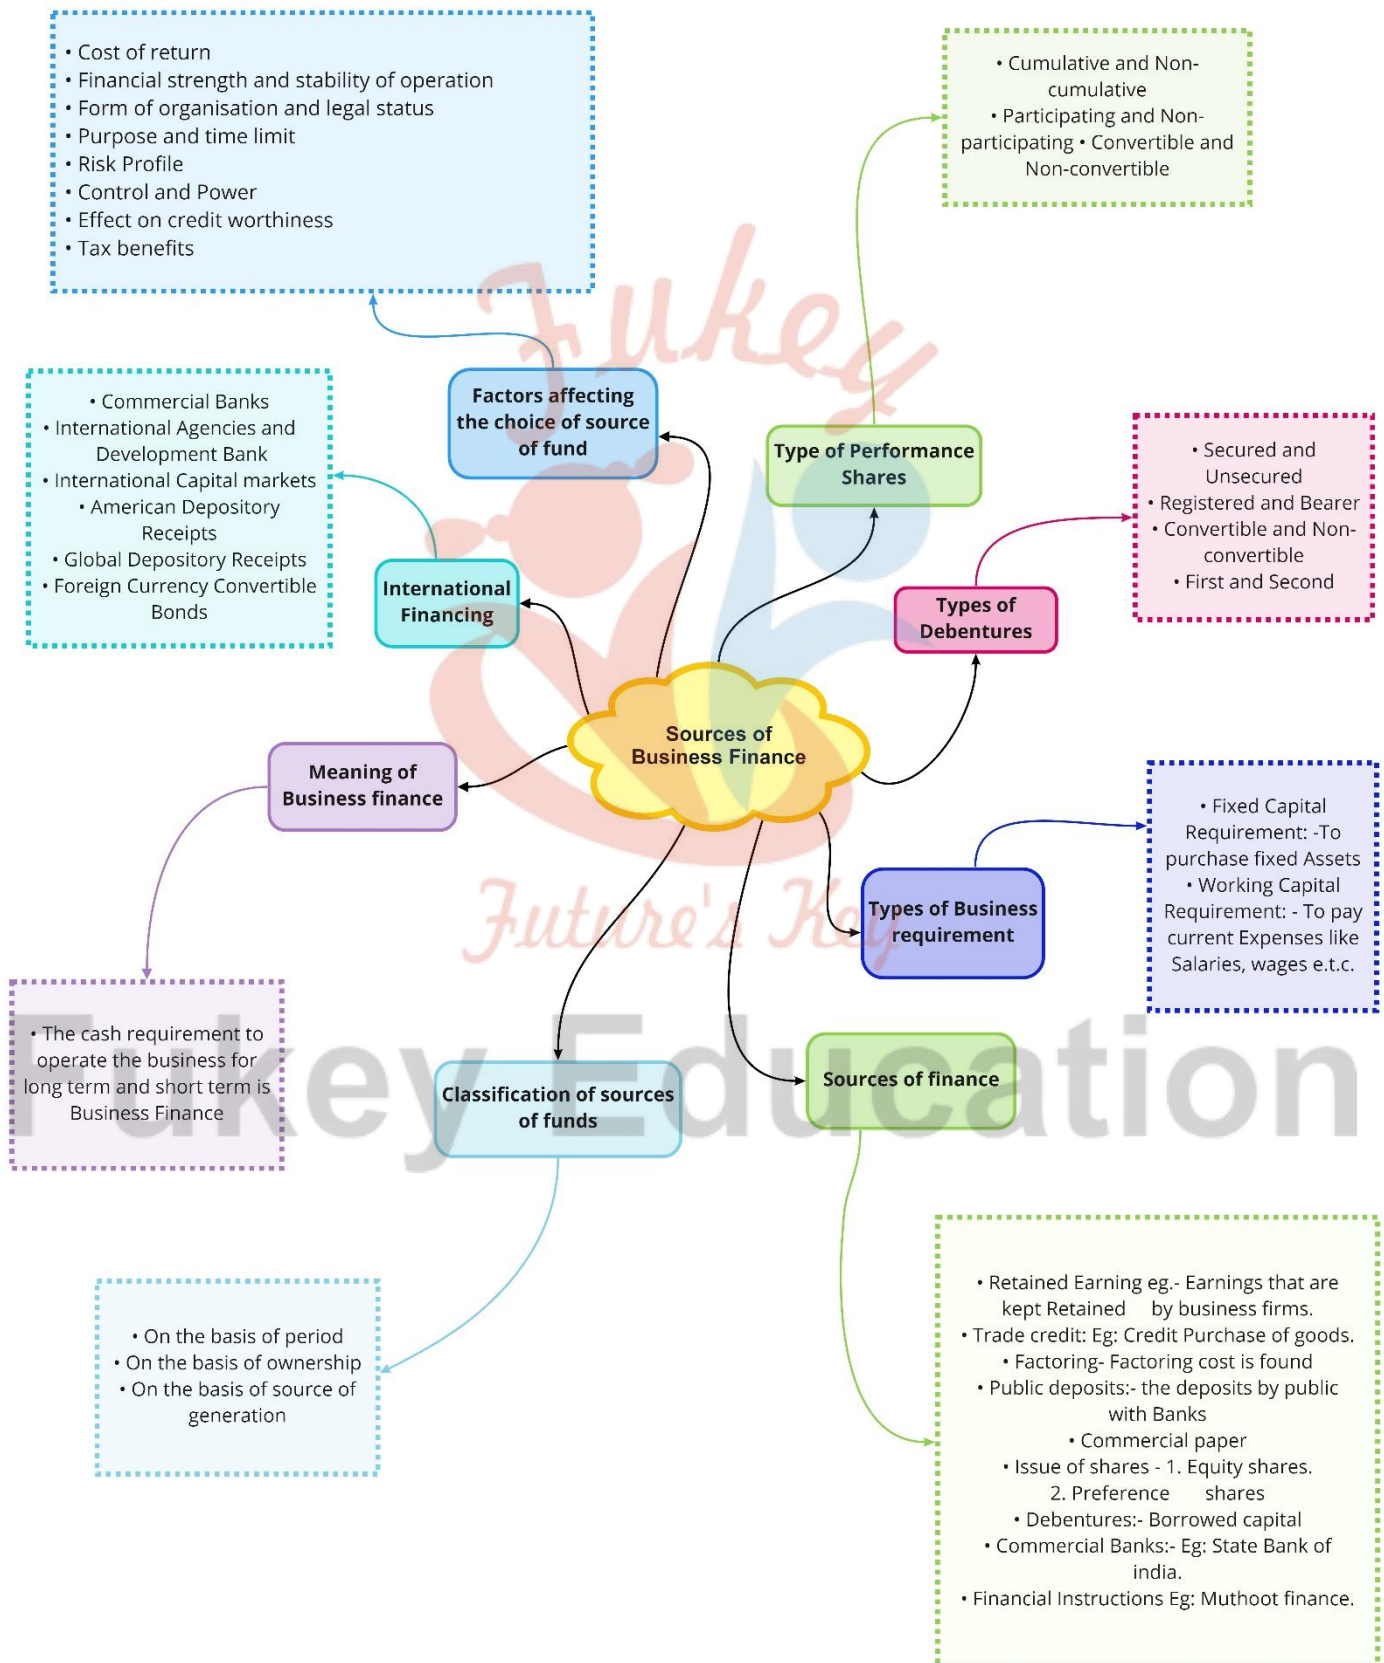 • Cost of return
• Financial strength and stability of operation
• Form of organisation and legal status
• Purpose and time limit
• Risk Profile
• Control and Power
• Effect on credit worthiness
• Tax benefits
• Cumulative and Non-
cumulative
• Participating and Non-
participating • Convertible and
Non-convertible
Fukey
Factors affecting
the choice of source
of fund
• Commercial Banks
• International Agencies and
Development Bank
• International Capital markets
• American Depository
Receipts
• Global Depository Receipts
• Foreign Currency Convertible
Bonds
Type of Performance
Shares
• Secured and
Unsecured
• Registered and Bearer
• Convertible and Non-
convertible
• First and Second
International
Financing
Types of
Debentures
Sources of
Business Finance
Meaning of
Business finance
• Fixed Capital
Requirement: -To
purchase fixed Assets
• Working Capital
Requirement: - To pay
current Expenses like
Salaries, wages e.t.c.
Types of Business
requirement
Future's Key
• The cash requirement to
operate the business for
long term and short term is
Business Finance
Fukey Education
Classification of sources
of funds
Sources of finance
• On the basis of period
• On the basis of ownership
• On the basis of source of
generation
• Retained Earning eg.- Earnings that are
kept Retained by business firms.
• Trade credit: Eg: Credit Purchase of goods.
• Factoring- Factoring cost is found
• Public deposits:- the deposits by public
with Banks
• Commercial paper
• Issue of shares - 1. Equity shares.
2. Preference shares
• Debentures:- Borrowed capital
• Commercial Banks:- Eg: State Bank of
india.
• Financial Instructions Eg: Muthoot finance.